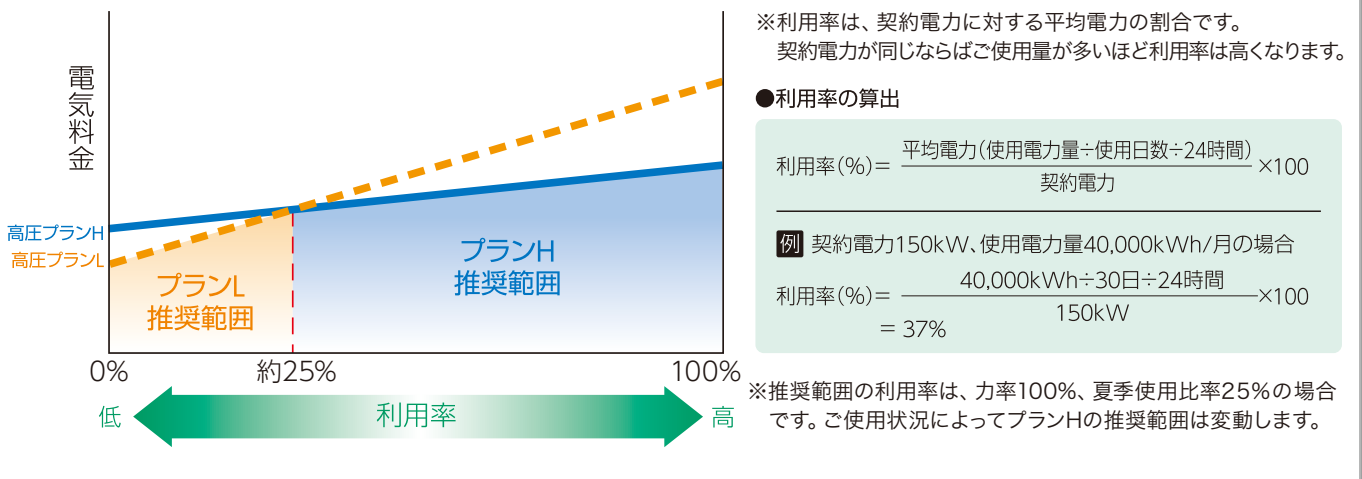 電気料金
高圧プランH
高圧プランL
プランL
推奨範囲
プランH
推奨範囲
0%
約25%
100%
低
利用率
高
※利用率は、契約電力に対する平均電力の割合です。
契約電力が同じならばご使用量が多いほど利用率は高くなります。
●利用率の算出
利用率(%)=
平均電力(使用電力量÷使用日数÷24時間)
契約電力
×100
例 契約電力150kW、使用電力量40,000kWh/月の場合
利用率(%)=
40,000kWh÷30日÷24時間
150kW
×100
= 37%
※推奨範囲の利用率は、力率100%、夏季使用比率25%の場合
です。ご使用状況によってプランHの推奨範囲は変動します。